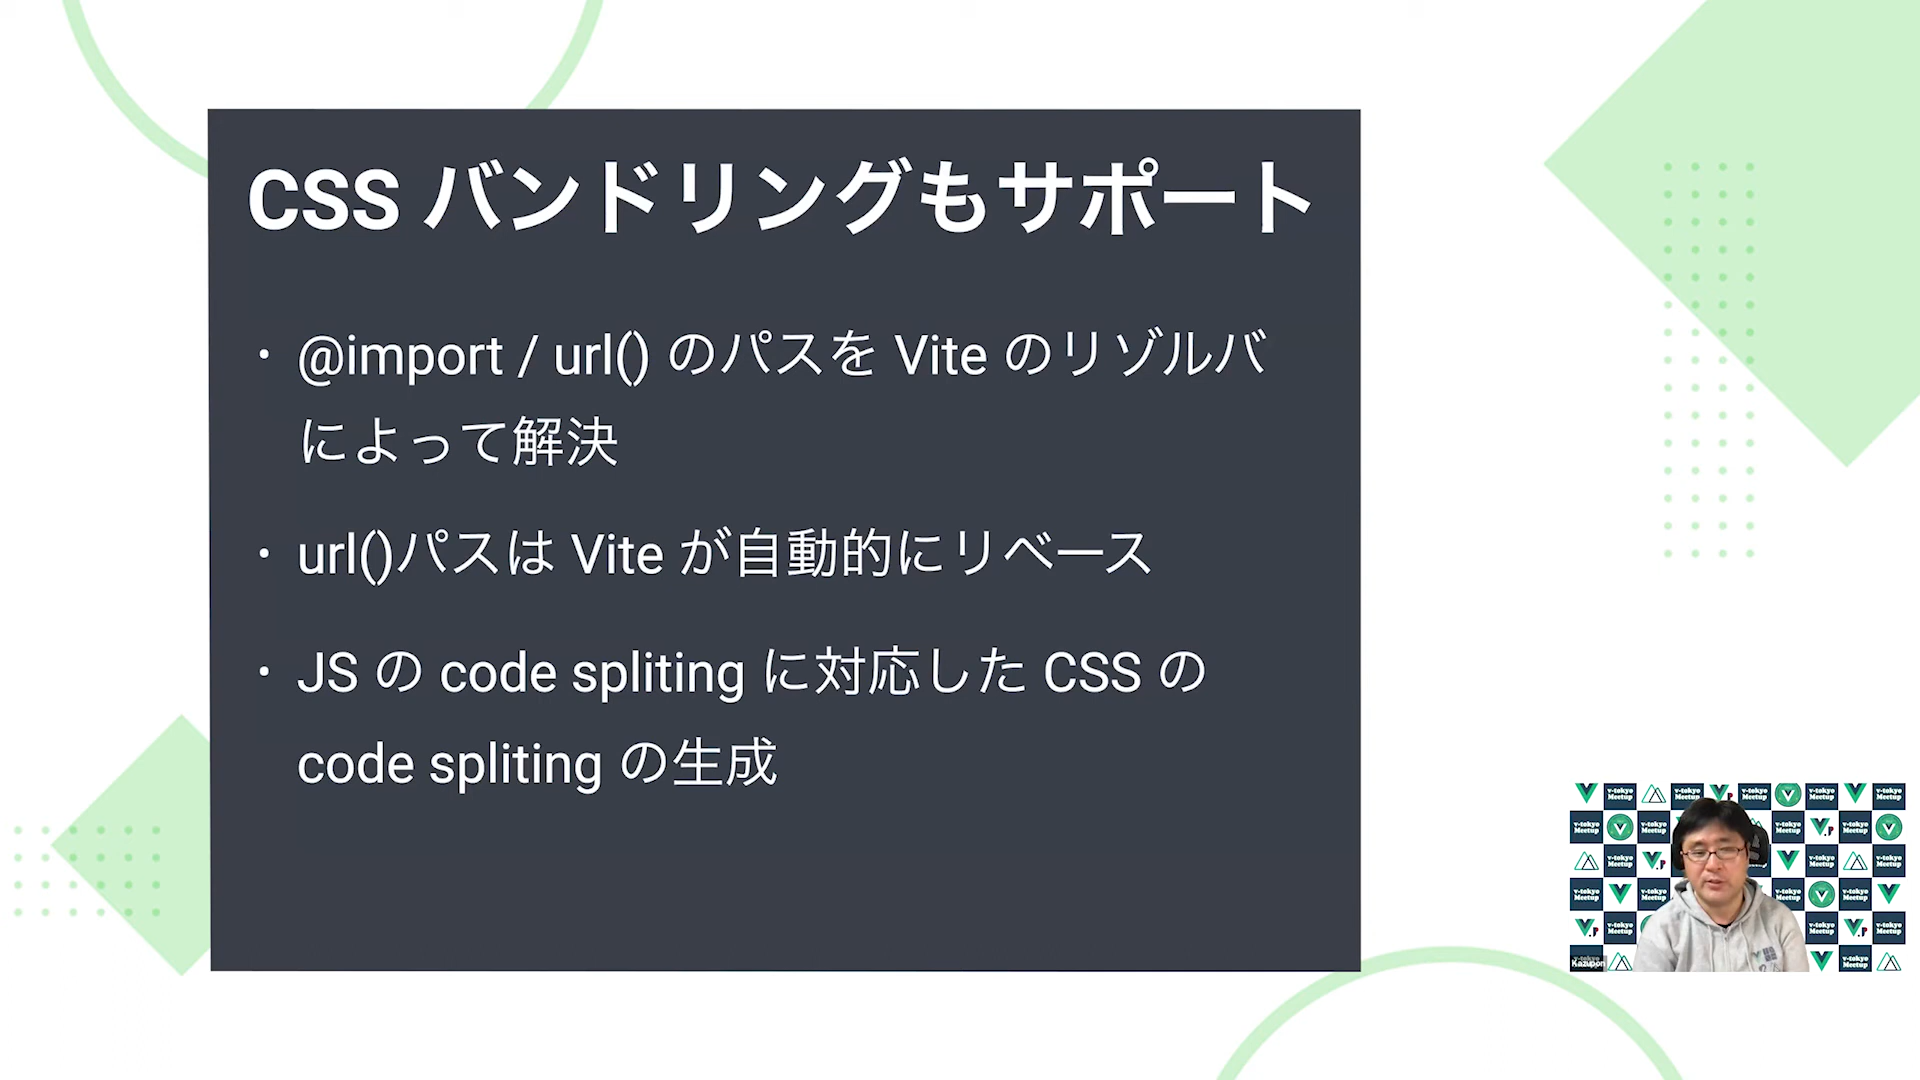 CSS バンドリングもサポート
・ @import / url() のパスを Vite のリゾルバ
によって解決
・ url()パスは Vite が自動的にリベース
・ JS の code spliting に対応した CSS の
code spliting の生成
v-tokyo
Meetup
Kazupon